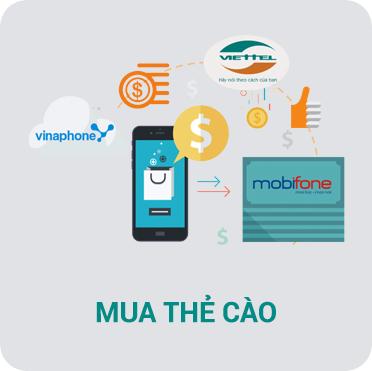 VIETTEL
Hãy nói theo cách của bạn
vinaphone
mobifone
MUA THẺ CÀO